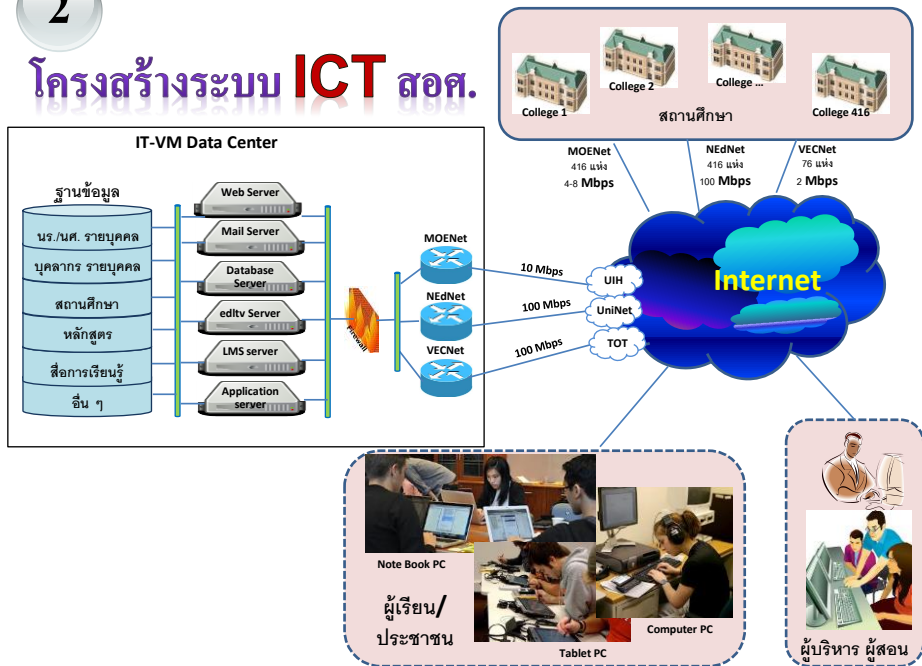 2
โครงสร้างระบบ ICT สอศ.
College 1
College 2
College ...
College 416
สถานศึกษา
MOENet
416 แห่ง
4-8 Mbps
NEdNet
416 แห่ง
100 Mbps
VECNet
76 แห่ง
2 Mbps
IT-VM Data Center
ฐานข้อมูล
นร./นศ. รายบุคคล
บุคลากร รายบุคคล
สถานศึกษา
หลักสูตร
สื่อการเรียนรู้
อื่น ๆ
Web Server
Mail Server
Database
Server
edltv Server
LMS server
Application
server
Firewall
MOENet
NEdNet
VECNet
10 Mbps
100 Mbps
100 Mbps
UIH
UniNet
TOT
Internet
Note Book PC
ผู้เรียน/
ประชาชน
Tablet PC
Computer PC
ผู้บริหาร ผู้สอน